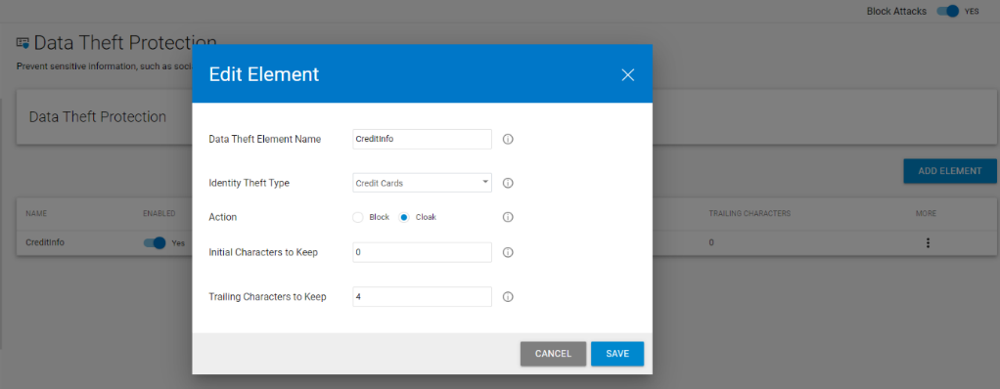 Block Attacks YES
Data Theft Protection
Prevent sensitive information, such as soci
Edit Element
Data Theft Protection
Data Theft Element Name CreditInfo
Identity Theft Type Credit Cards
ADD ELEMENT
Action Block Cloak
NAME ENABLED TRAILING CHARACTERS MORE
CreditInfo Yes 0
Initial Characters to Keep 0
Trailing Characters to Keep 4
CANCEL SAVE